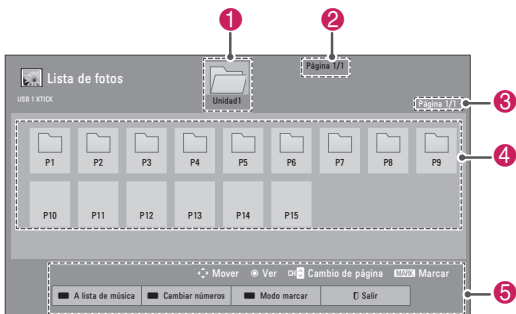 1
2
Página 1/1
Lista de fotos
USB 1 XTICK
Unidad1
Página 1/1
3
P1 P2 P3 P4 P5 P6 P7 P8 P9
4
P10 P11 P12 P13 P14 P15
Mover Ver CH Cambio de página MARK Marcar
A lista de música Cambiar números Modo marcar Salir
5